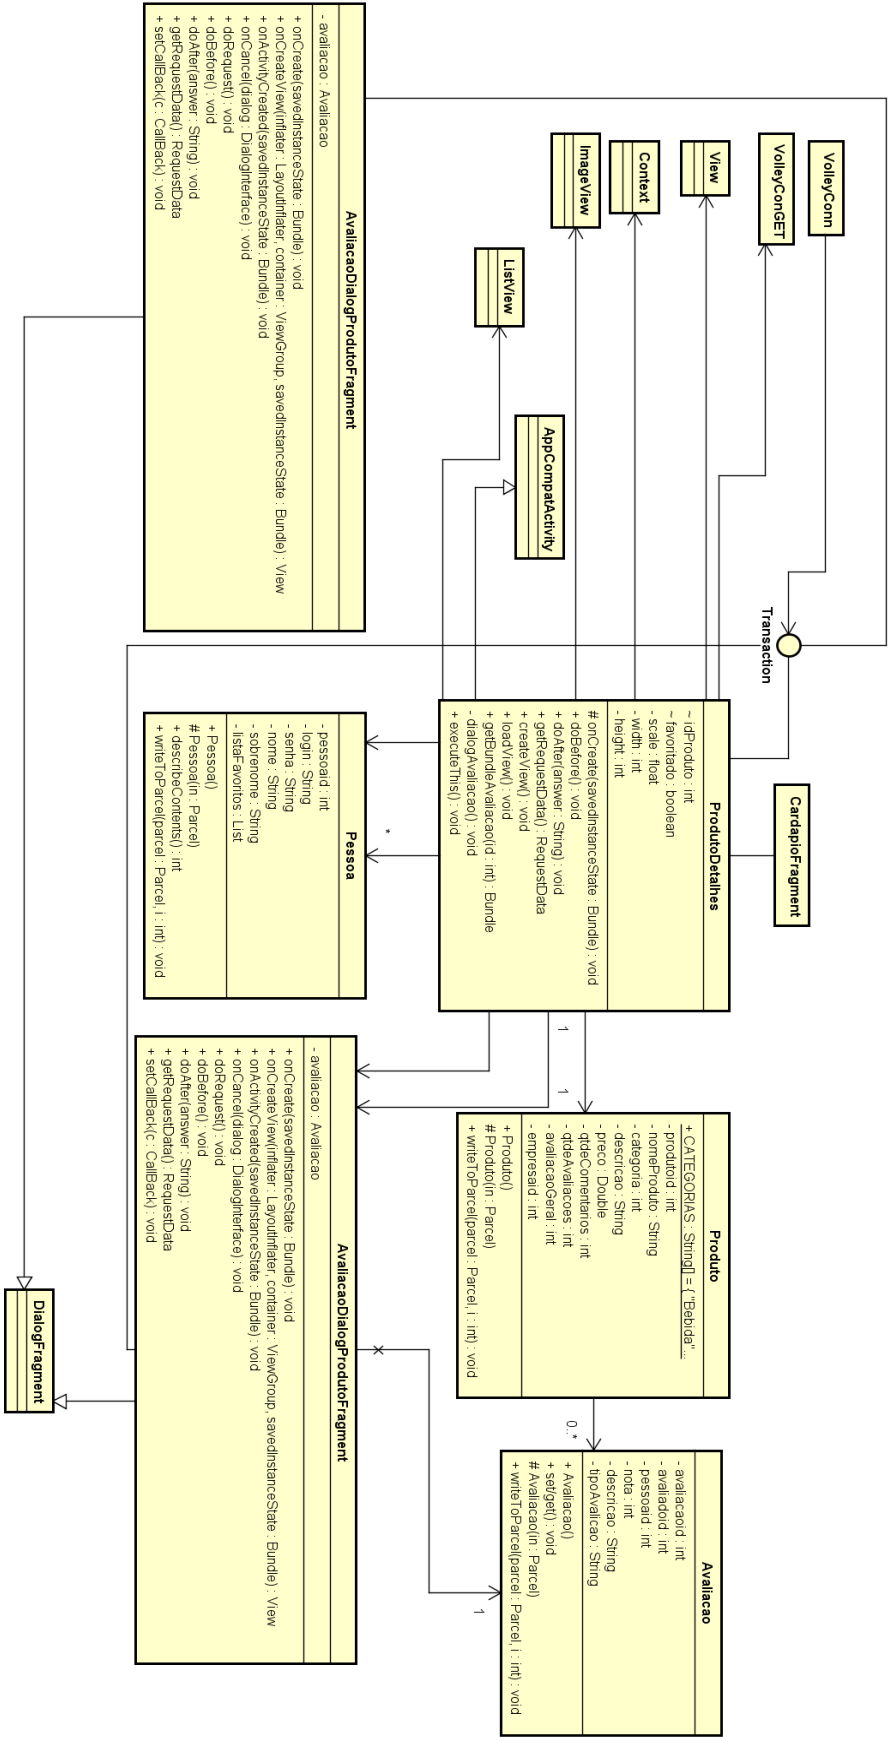 AvaliacaoDialogProdutoFragment
- avaliacao : Avaliacao
+ onCreate(savedInstanceState : Bundle) : void
+ onCreateView(inflater : LayoutInflater, container : ViewGroup, savedInstanceState : Bundle) : View
+ onActivityCreated(savedInstanceState : Bundle) : void
+ onCancel(dialog : DialogInterface) : void
+ doRequest() : void
+ doBefore() : void
+ doAfter(answer : String) : void
+ getRequestData() : RequestData
+ setCallBack(c : CallBack) : void
VolleyConn
VolleyConGET
View
Context
ImageView
ListView
AppCompatActivity
Transaction
CardapioFragment
ProdutoDetalhes
~ idProduto : int
~ favoritado : boolean
- scale : float
- width : int
- height : int
# onCreate(savedInstanceState : Bundle) : void
+ doBefore() : void
+ doAfter(answer : String) : void
+ getRequestData() : RequestData
+ createView() : void
+ loadView() : void
+ getBundleAvaliacao(id : int) : Bundle
- dialogAvaliacao() : void
+ executeThis() : void
*
Pessoa
- pessoaid : int
- login : String
- senha : String
- nome : String
- sobrenome : String
- listaFavoritos : List
+ Pessoa()
# Pessoa(in : Parcel)
+ describeContents() : int
+ writeToParcel(parcel : Parcel, i : int) : void
1
1
Produto
+ CATEGORIAS : String[] = { "Bebida"...
- produtoid : int
- nomeProduto : String
- categoria : int
- descricao : String
- preco : Double
- qtdeComentarios : int
- qtdeAvaliacoes : int
- avaliacaoGeral : int
- empresaid : int
+ Produto()
# Produto(in : Parcel)
+ writeToParcel(parcel : Parcel, i : int) : void
AvaliacaoDialogProdutoFragment
- avaliacao : Avaliacao
+ onCreate(savedInstanceState : Bundle) : void
+ onCreateView(inflater : LayoutInflater, container : ViewGroup, savedInstanceState : Bundle) : View
+ onActivityCreated(savedInstanceState : Bundle) : void
+ onCancel(dialog : DialogInterface) : void
+ doRequest() : void
+ doBefore() : void
+ doAfter(answer : String) : void
+ getRequestData() : RequestData
+ setCallBack(c : CallBack) : void
DialogFragment
0..*
1
Avaliacao
- avaliacaoid : int
- avaliadoid : int
- pessoaid : int
- nota : int
- descricao : String
- tipoAvalicao : String
+ Avaliacao()
+ set/get() : void
# Avaliacao(in : Parcel)
+ writeToParcel(parcel : Parcel, i : int) : void